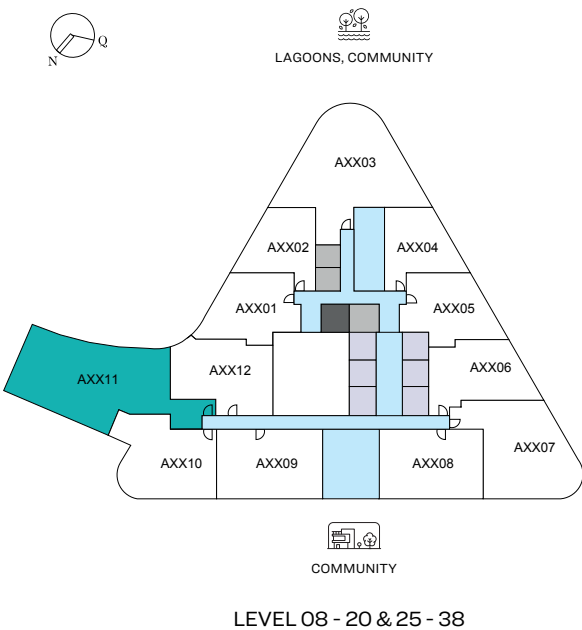 N
Q
LAGOONS, COMMUNITY
AXX03
AXX02
AXX04
AXX01
AXX05
AXX11
AXX12
AXX06
AXX10
AXX09
AXX08
AXX07
COMMUNITY
LEVEL 08 - 20 & 25 - 38